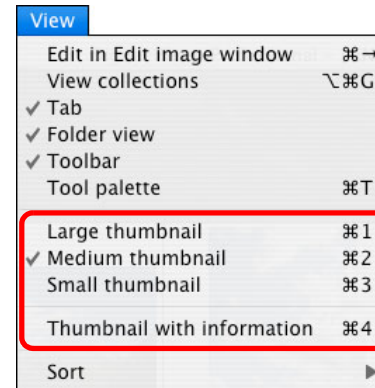 View
Edit in Edit image window ⌘→
View collections ⌥⌘G
✓ Tab
✓ Folder view
✓ Toolbar
Tool palette ⌘T
Large thumbnail ⌘1
✓ Medium thumbnail ⌘2
Small thumbnail ⌘3
Thumbnail with information ⌘4
Sort ▶